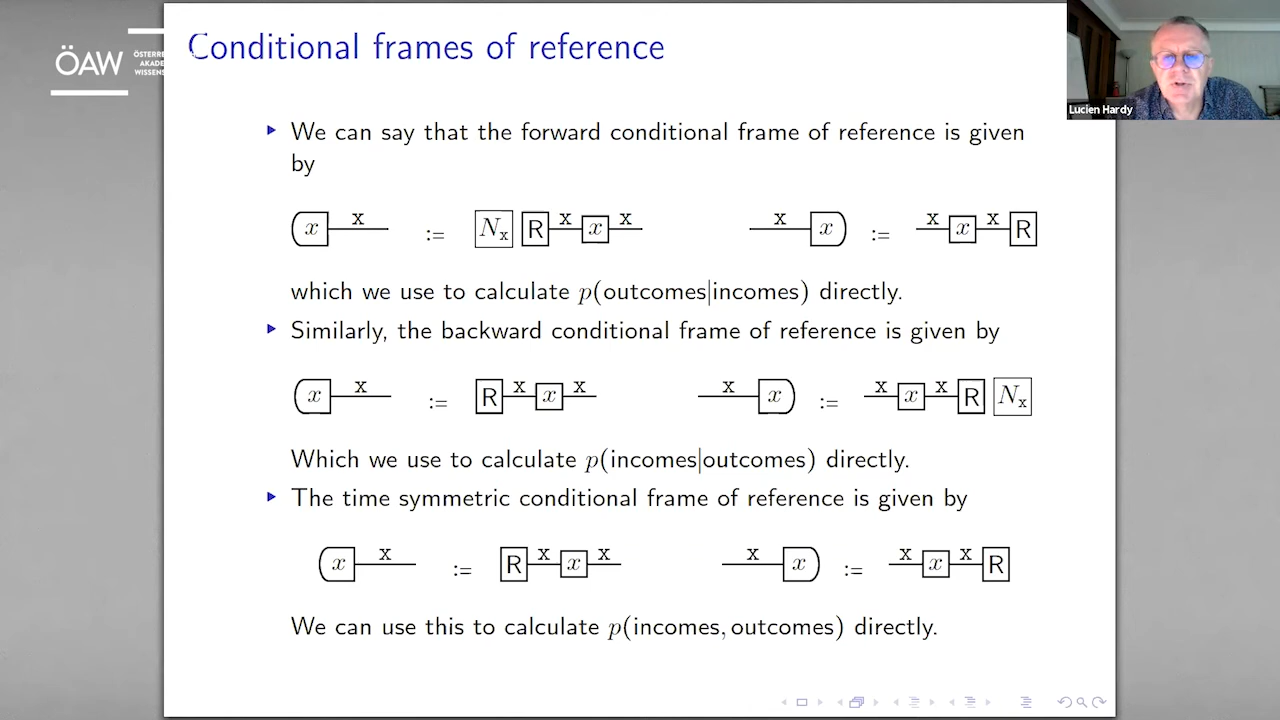 Conditional frames of reference
ÖAW
ÖSTERRE
AKADE
WISSENS
Lucien Hardy
▶ We can say that the forward conditional frame of reference is given
by
x x := Nx R x x x x x := x x x R
which we use to calculate p(outcomes|incomes) directly.
▶ Similarly, the backward conditional frame of reference is given by
x x := R x x x x x := x x x R Nx
Which we use to calculate p(incomes|outcomes) directly.
▶ The time symmetric conditional frame of reference is given by
x x := R x x x x x := x x x R
We can use this to calculate p(incomes, outcomes) directly.